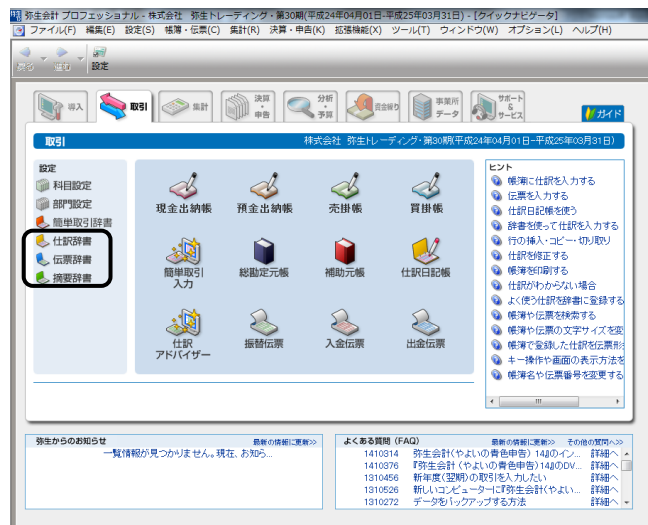 弥生会計 プロフェッショナル - 株式会社 弥生トレーディング・第30期(平成24年04月01日-平成25年03月31日) - [クイックナビゲータ]
ファイル(F) 編集(E) 設定(S) 帳簿・伝票(C) 集計(R) 決算・申告(K) 拡張機能(X) ツール(T) ウィンドウ(W) オプション(L) ヘルプ(H)
戻る 進む 設定
導入 取引 集計 決算・申告 分析・予算 資金繰り 事業所データ サポート&サービス ガイド
取引 株式会社 弥生トレーディング・第30期(平成24年04月01日-平成25年03月31日)
設定
科目設定
部門設定
簡単取引辞書
仕訳辞書
伝票辞書
摘要辞書
現金出納帳 預金出納帳 売掛帳 買掛帳
簡単取引入力 総勘定元帳 補助元帳 仕訳日記帳
仕訳アドバイザー 振替伝票 入金伝票 出金伝票
ヒント
帳簿に仕訳を入力する
伝票を入力する
仕訳日記帳を使う
辞書を使って仕訳を入力する
行の挿入・コピー・切り取り
仕訳を修正する
帳簿を印刷する
仕訳がわからない場合
よく使う仕訳を辞書に登録する
帳簿や伝票を検索する
帳簿や伝票の文字サイズを変
帳簿で登録した仕訳を伝票形
キー操作や画面の表示方法を
帳簿名や伝票番号を変更する
弥生からのお知らせ 最新の情報に更新>>
一覧情報が見つかりません。現在、お知ら...
よくある質問（FAQ） 最新の情報に更新>> その他の質問へ>>
1410314 弥生会計(やよいの青色申告) 14』のイン... 詳細へ
1410376 『弥生会計（やよいの青色申告）14』のDV... 詳細へ
1310456 新年度(翌期)の取引を入力したい 詳細へ
1310526 新しいコンピューターに『弥生会計(やよい... 詳細へ
1310272 データをバックアップする方法 詳細へ